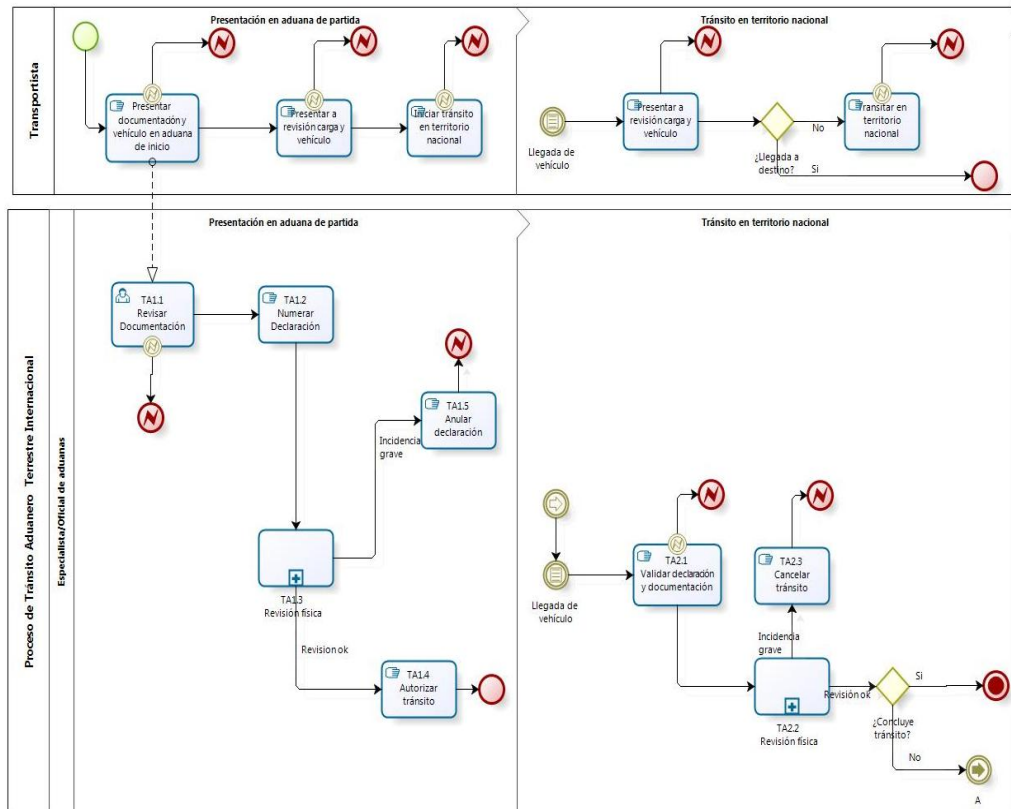 Transportista
Presentación en aduana de partida
Tránsito en territorio nacional
Presentar
documentación y
vehículo en aduana
de inicio
Presentar a
revisión carga y
vehículo
Iniciar tránsito
en territorio
nacional
Llegada de
vehículo
Presentar a
revisión carga y
vehículo
¿Llegada a
destino?
No
Si
Transitar en
territorio
nacional
Proceso de Tránsito Aduanero Terrestre Internacional
Especialista/Oficial de aduanas
Presentación en aduana de partida
Tránsito en territorio nacional
TA1.1
Revisar
Documentación
TA1.2
Numerar
Declaración
TA1.5
Anular
declaración
Incidencia
grave
TA1.3
Revisión física
Revision ok
TA1.4
Autorizar
tránsito
Llegada de
vehículo
TA2.1
Validar declaración
y documentación
TA2.3
Cancelar
tránsito
Incidencia
grave
TA2.2
Revisión física
Revisión ok
¿Concluye
tránsito?
Si
No
A